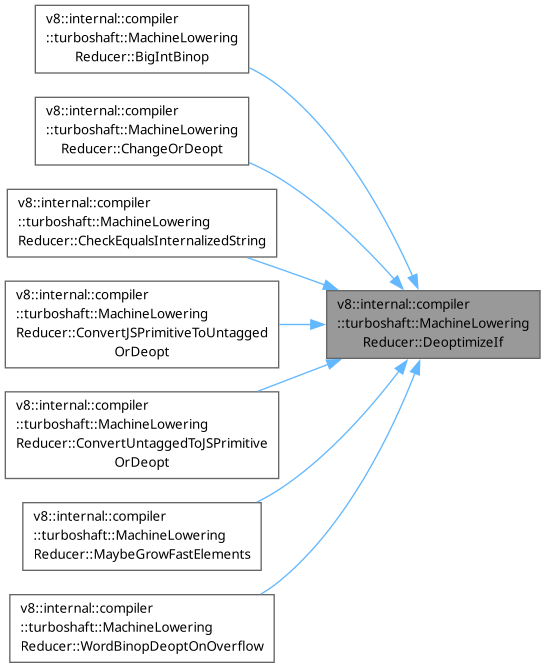 v8::internal::compiler
::turboshaft::MachineLowering
Reducer::BigIntBinop
v8::internal::compiler
::turboshaft::MachineLowering
Reducer::ChangeOrDeopt
v8::internal::compiler
::turboshaft::MachineLowering
Reducer::CheckEqualsInternalizedString
v8::internal::compiler
::turboshaft::MachineLowering
Reducer::ConvertJSPrimitiveToUntagged
OrDeopt
v8::internal::compiler
::turboshaft::MachineLowering
Reducer::DeoptimizeIf
v8::internal::compiler
::turboshaft::MachineLowering
Reducer::ConvertUntaggedToJSPrimitive
OrDeopt
v8::internal::compiler
::turboshaft::MachineLowering
Reducer::MaybeGrowFastElements
v8::internal::compiler
::turboshaft::MachineLowering
Reducer::WordBinopDeoptOnOverflow